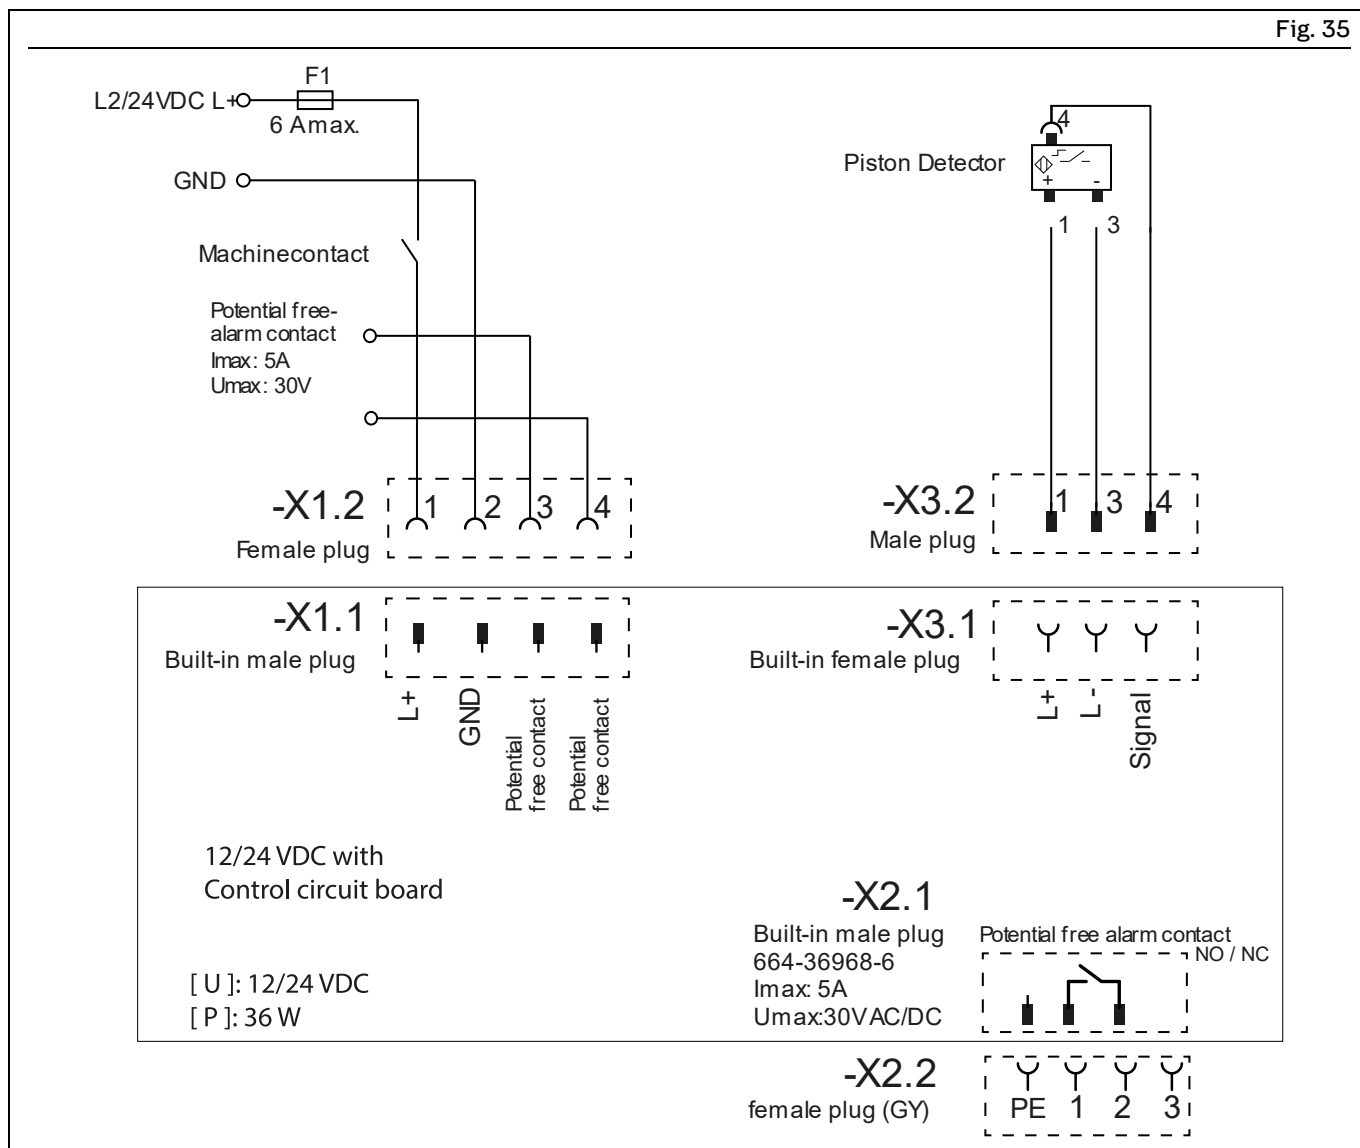 Fig. 35
F1
L2/24VDC L+
6 Amax.
GND
Machinecontact
Potential free-
alarm contact
Imax: 5A
Umax: 30V
-X1.2
Female plug
1 2 3 4
4
Piston Detector
+ -
1 3
-X3.2
Male plug
1 3 4
-X1.1
Built-in male plug
L+
GND
Potential
free contact
Potential
free contact
-X3.1
Built-in female plug
L+
L-
Signal
12/24 VDC with
Control circuit board
[ U ]: 12/24 VDC
[ P ]: 36 W
-X2.1
Built-in male plug
664-36968-6
Imax: 5A
Umax:30VAC/DC
Potential free alarm contact
NO / NC
-X2.2
female plug (GY)
PE 1 2 3